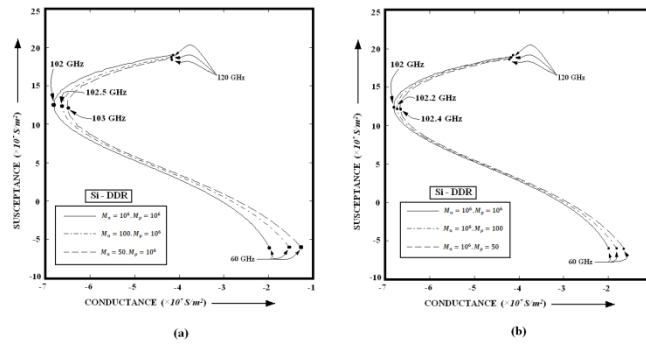 25
20
15
10
5
0
-5
-10
-7
-6
-5
-4
-3
-2
-1
SUSCEPTANCE (×10⁷ S/m²)
CONDUCTANCE (×10⁷ S/m²)
102 GHz
102.5 GHz
103 GHz
120 GHz
60 GHz
Si - DDR
Mₙ = 10⁶, Mₚ = 10⁶
Mₙ = 100, Mₚ = 10⁶
Mₙ = 50, Mₚ = 10⁶
(a)
25
20
15
10
5
0
-5
-10
-7
-6
-5
-4
-3
-2
SUSCEPTANCE (×10⁷ S/m²)
CONDUCTANCE (×10⁷ S/m²)
102 GHz
102.2 GHz
102.4 GHz
120 GHz
60 GHz
Si - DDR
Mₙ = 10⁶, Mₚ = 10⁶
Mₙ = 10⁶, Mₚ = 100
Mₙ = 10⁶, Mₚ = 50
(b)